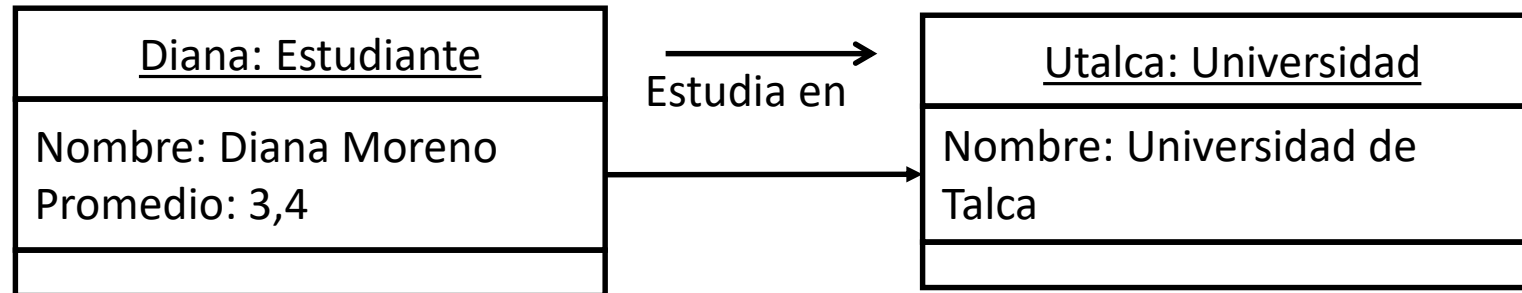 Diana: Estudiante
Nombre: Diana Moreno
Promedio: 3,4
Estudia en
Utalca: Universidad
Nombre: Universidad de
Talca